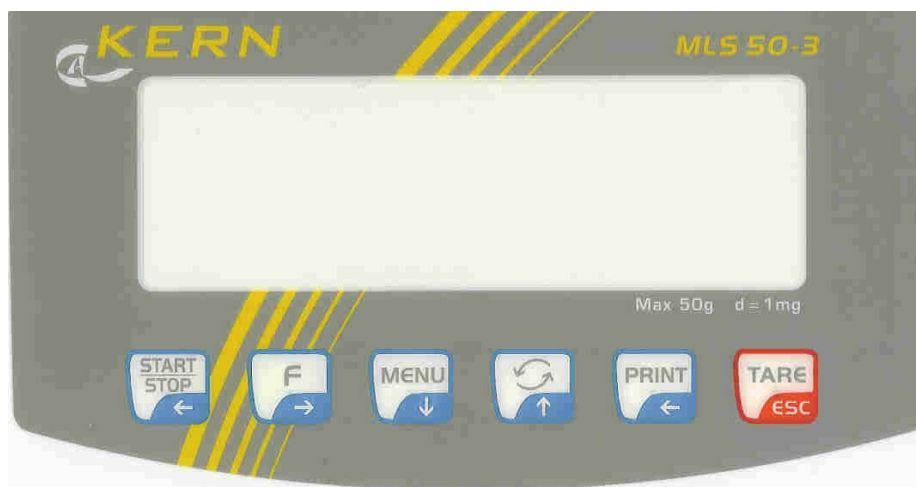 KERN
MLS 50-3
Max 50g d=1mg
START
STOP
F
MENU
PRINT
TARE
ESC